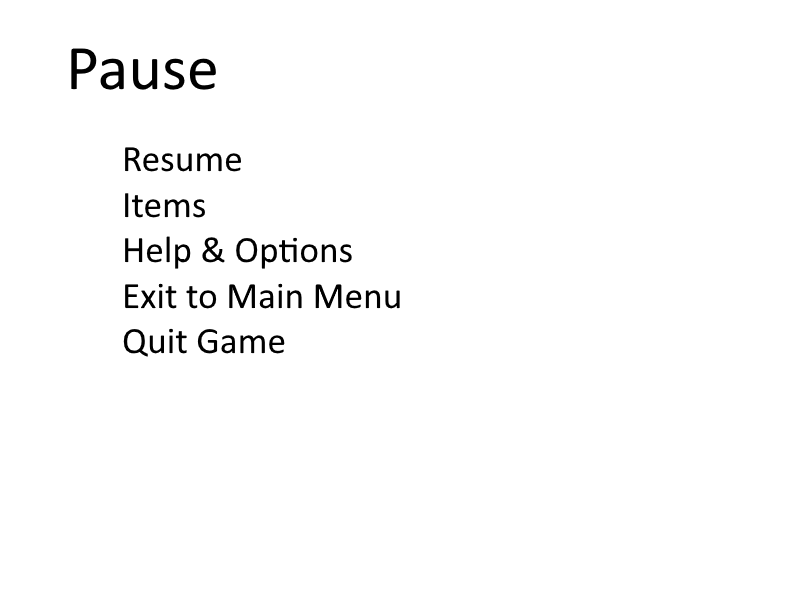 Pause
Resume
Items
Help & Options
Exit to Main Menu
Quit Game